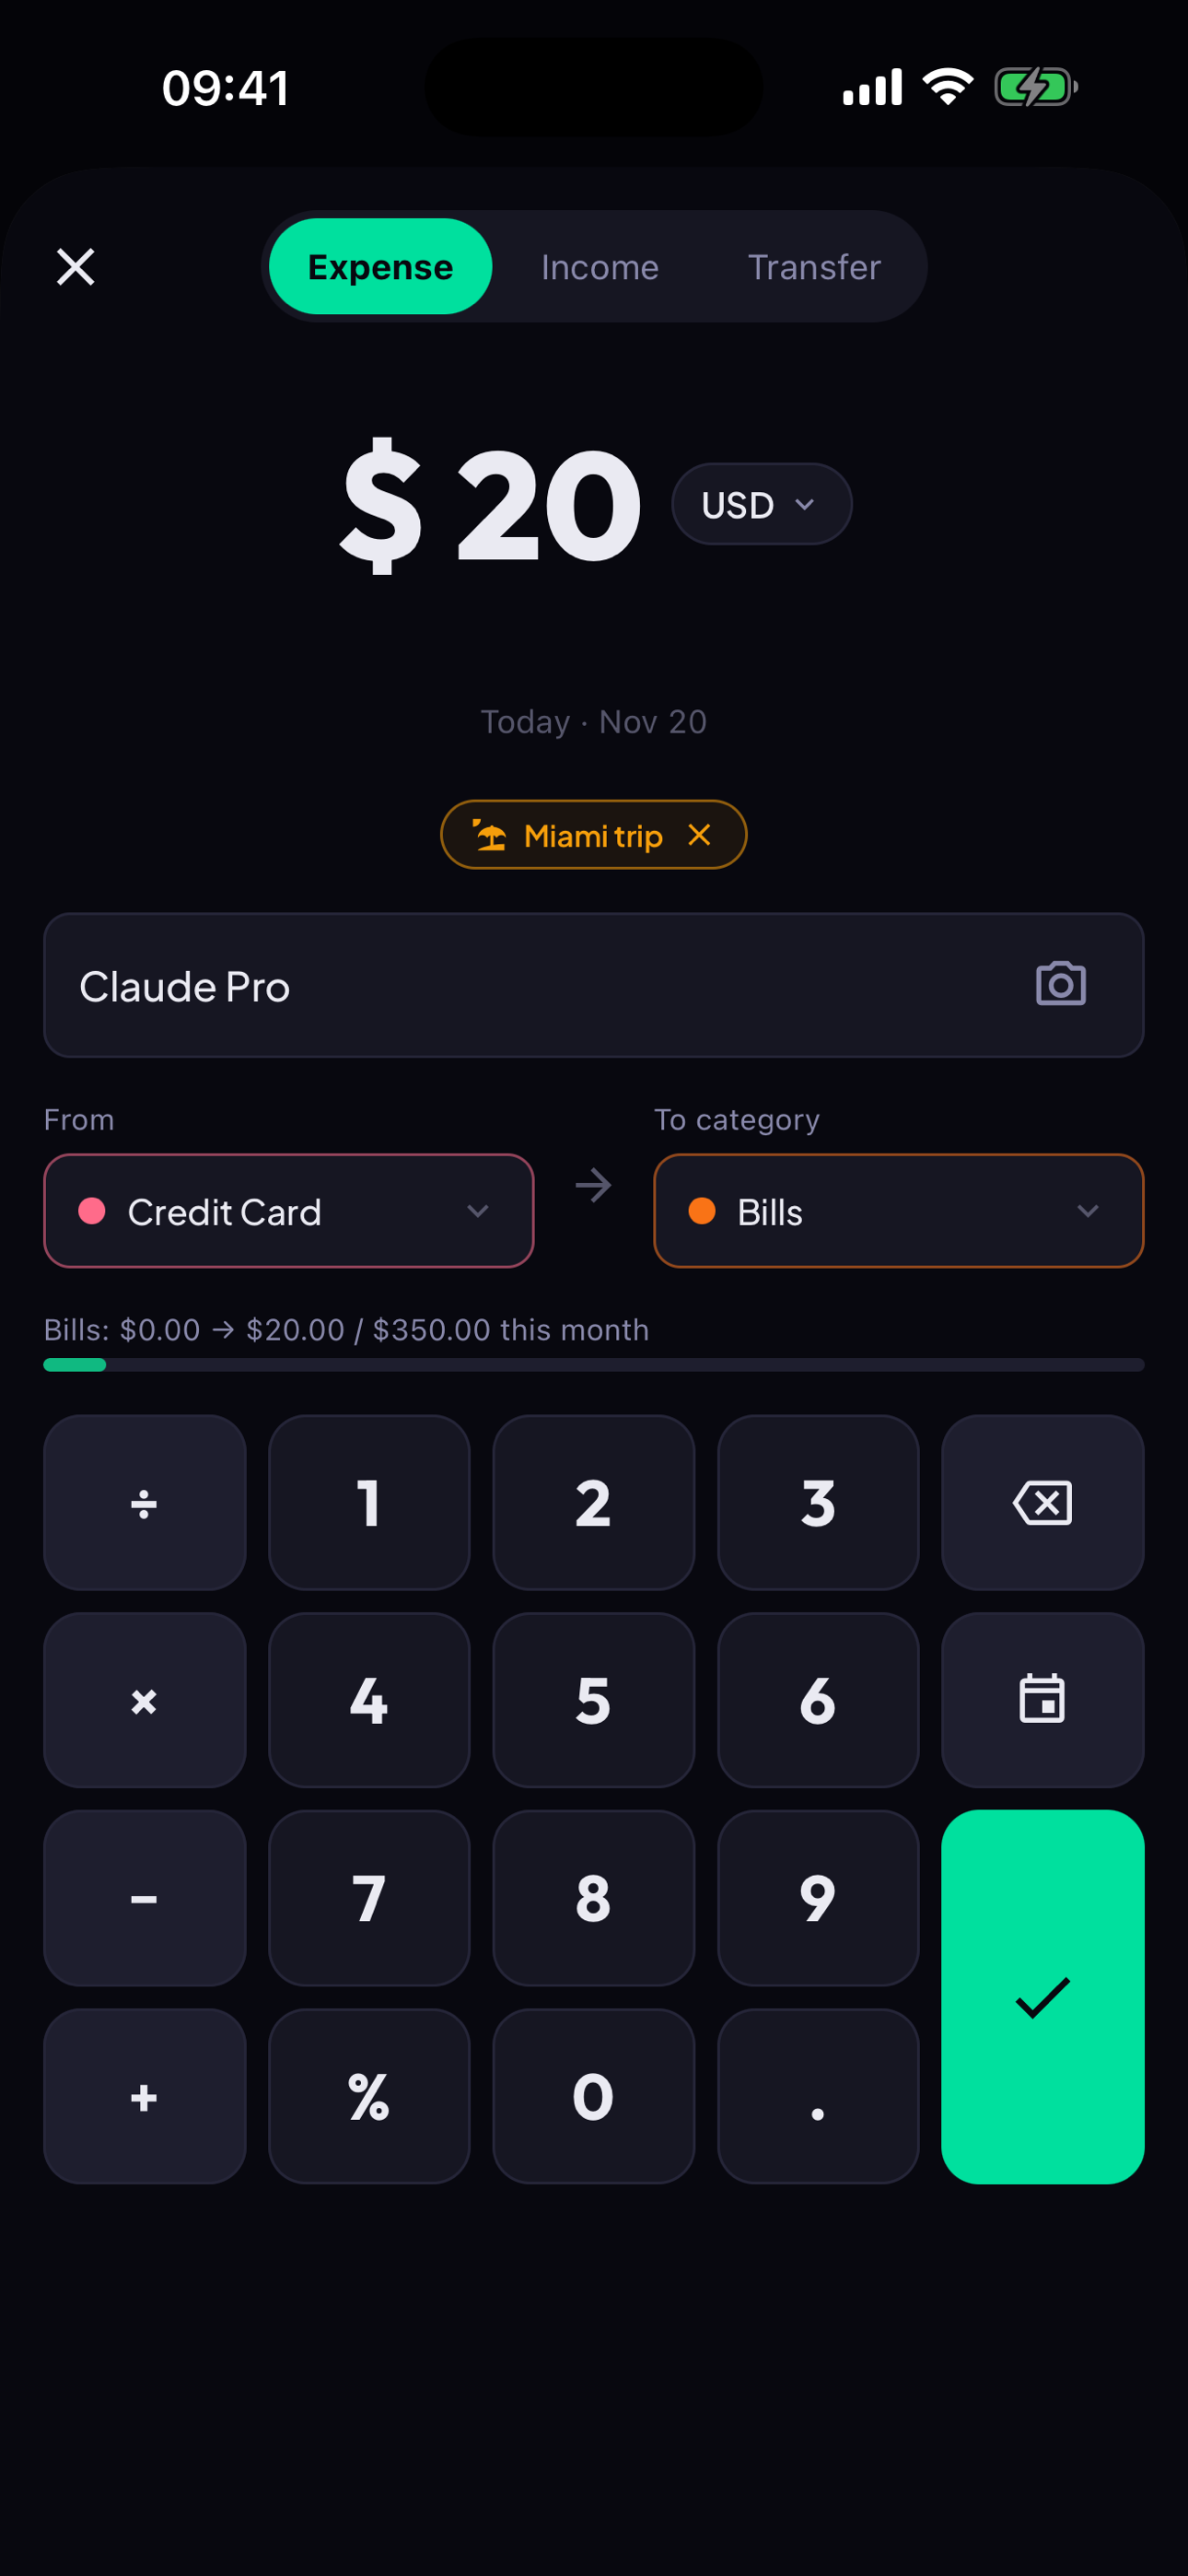 09:41
Expense Income Transfer
$ 20 USD
Today · Nov 20
Miami trip
Claude Pro
From To category
Credit Card → Bills
Bills: $0.00 → $20.00 / $350.00 this month
÷ 1 2 3
× 4 5 6
− 7 8 9
+ % 0 .